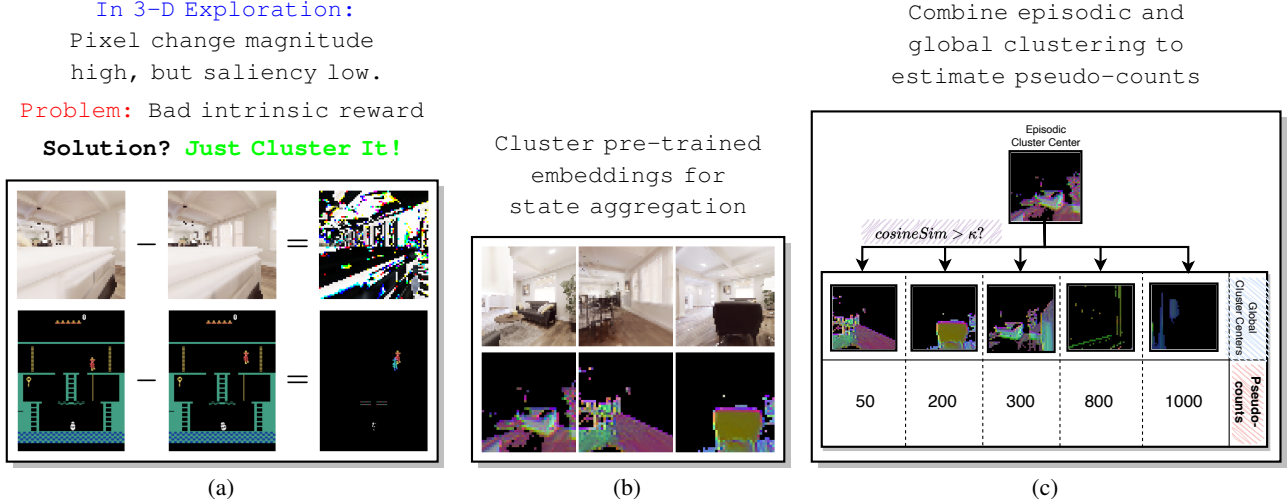 In 3-D Exploration:
Pixel change magnitude
high, but saliency low.
Problem: Bad intrinsic reward
Solution? Just Cluster It!
−
=
0
0
−
=
(a)
Cluster pre-trained
embeddings for
state aggregation
(b)
Combine episodic and
global clustering to
estimate pseudo-counts
Episodic
Cluster Center
cosineSim > κ?
Global
Cluster Centers
50
200
300
800
1000
Pseudo-
counts
(c)